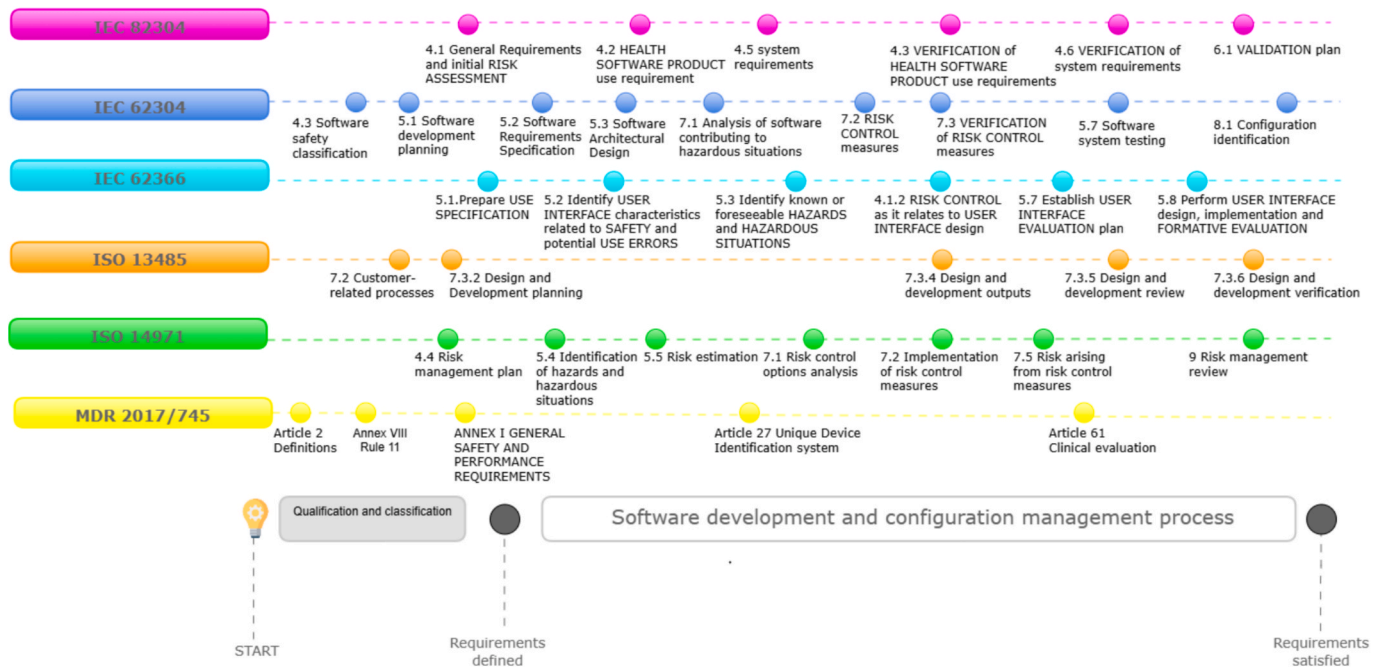 IEC 82304
4.1 General Requirements
and initial RISK
ASSESSMENT
4.2 HEALTH
SOFTWARE PRODUCT
use requirement
4.5 system
requirements
4.3 VERIFICATION of
HEALTH SOFTWARE
PRODUCT use requirements
4.6 VERIFICATION of
system requirements
6.1 VALIDATION plan
IEC 62304
4.3 Software
safety
classification
5.1 Software
development
planning
5.2 Software
Requirements
Specification
5.3 Software
Architectural
Design
7.1 Analysis of software
contributing to
hazardous situations
7.2 RISK
CONTROL
measures
7.3 VERIFICATION
of RISK CONTROL
measures
5.7 Software
system testing
8.1 Configuration
identification
IEC 62366
5.1.Prepare USE
SPECIFICATION
5.2 Identify USER
INTERFACE characteristics
related to SAFETY and
potential USE ERRORS
5.3 Identify known or
foreseeable HAZARDS
and HAZARDOUS
SITUATIONS
4.1.2 RISK CONTROL
as it relates to USER
INTERFACE design
5.7 Establish USER
INTERFACE
EVALUATION plan
5.8 Perform USER INTERFACE
design, implementation and
FORMATIVE EVALUATION
ISO 13485
7.2 Customer-
related processes
7.3.2 Design and
Development planning
7.3.4 Design and
development outputs
7.3.5 Design and
development review
7.3.6 Design and
development verification
ISO 14971
4.4 Risk
management plan
5.4 Identification
of hazards and
hazardous
situations
5.5 Risk estimation
7.1 Risk control
options analysis
7.2 Implementation
of risk control
measures
7.5 Risk arising
from risk control
measures
9 Risk management
review
MDR 2017/745
Article 2
Definitions
Annex VIII
Rule 11
ANNEX I GENERAL
SAFETY AND
PERFORMANCE
REQUIREMENTS
Article 27 Unique Device
Identification system
Article 61
Clinical evaluation
Qualification and classification
Software development and configuration management process
START
Requirements
defined
Requirements
satisfied